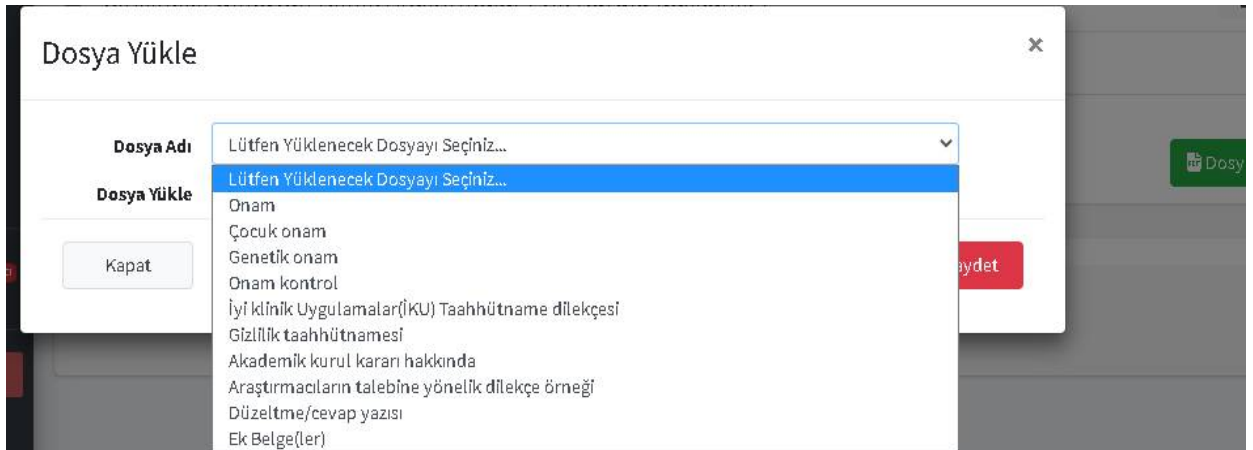 Dosya Yükle
×
Dosya Adı
Lütfen Yüklenecek Dosyayı Seçiniz...
Lütfen Yüklenecek Dosyayı Seçiniz...
Dosya Yükle
Onam
Çocuk onam
Genetik onam
Onam kontrol
İyi klinik Uygulamalar(İKU) Taahhütname dilekçesi
Gizlilik taahhütnamesi
Akademik kurul kararı hakkında
Araştırmacıların talebine yönelik dilekçe örneği
Düzeltme/cevap yazısı
Ek Belge(ler)
Kapat
aydet
Dosy